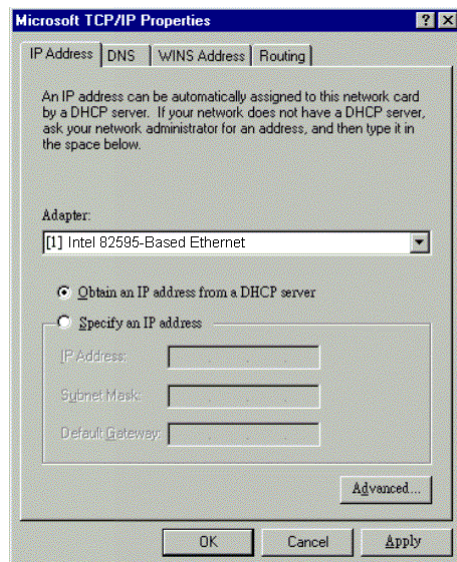 Microsoft TCP/IP Properties
IP Address DNS WINS Address Routing
An IP address can be automatically assigned to this network card
by a DHCP server. If your network does not have a DHCP server,
ask your network administrator for an address, and then type it in
the space below.
Adapter:
[1] Intel 82595-Based Ethernet
Obtain an IP address from a DHCP server
Specify an IP address
IP Address:
Subnet Mask:
Default Gateway:
Advanced...
OK Cancel Apply